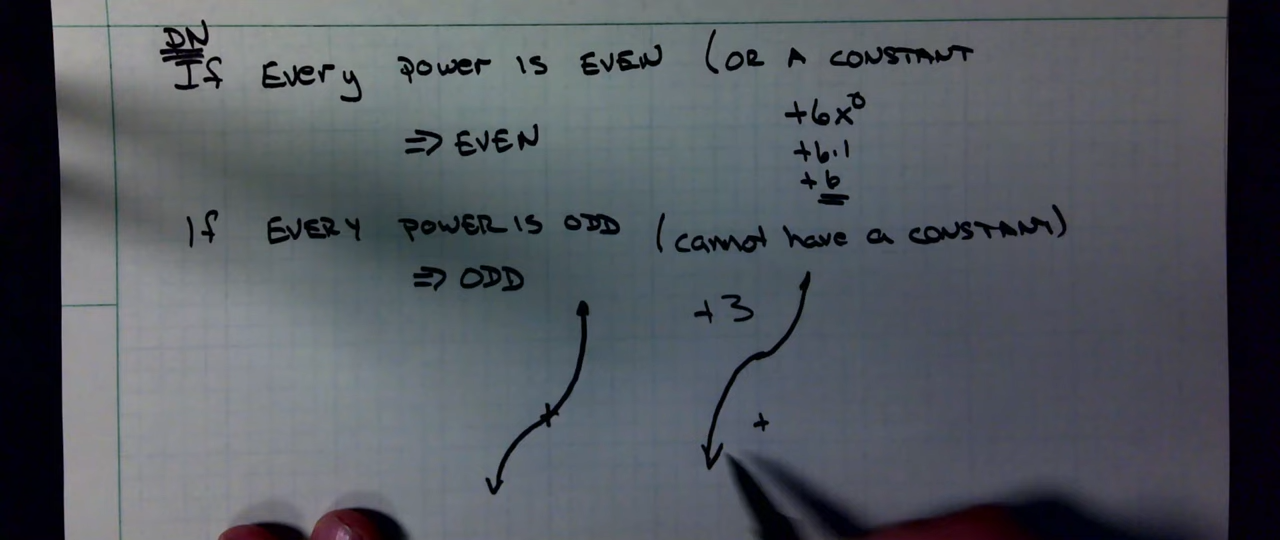 DN
If Every power is EVEN (OR A CONSTANT
+6x⁰
⇒ EVEN
+6·1
+6
If EVERY POWER IS ODD (cannot have a CONSTANT)
⇒ ODD
+3